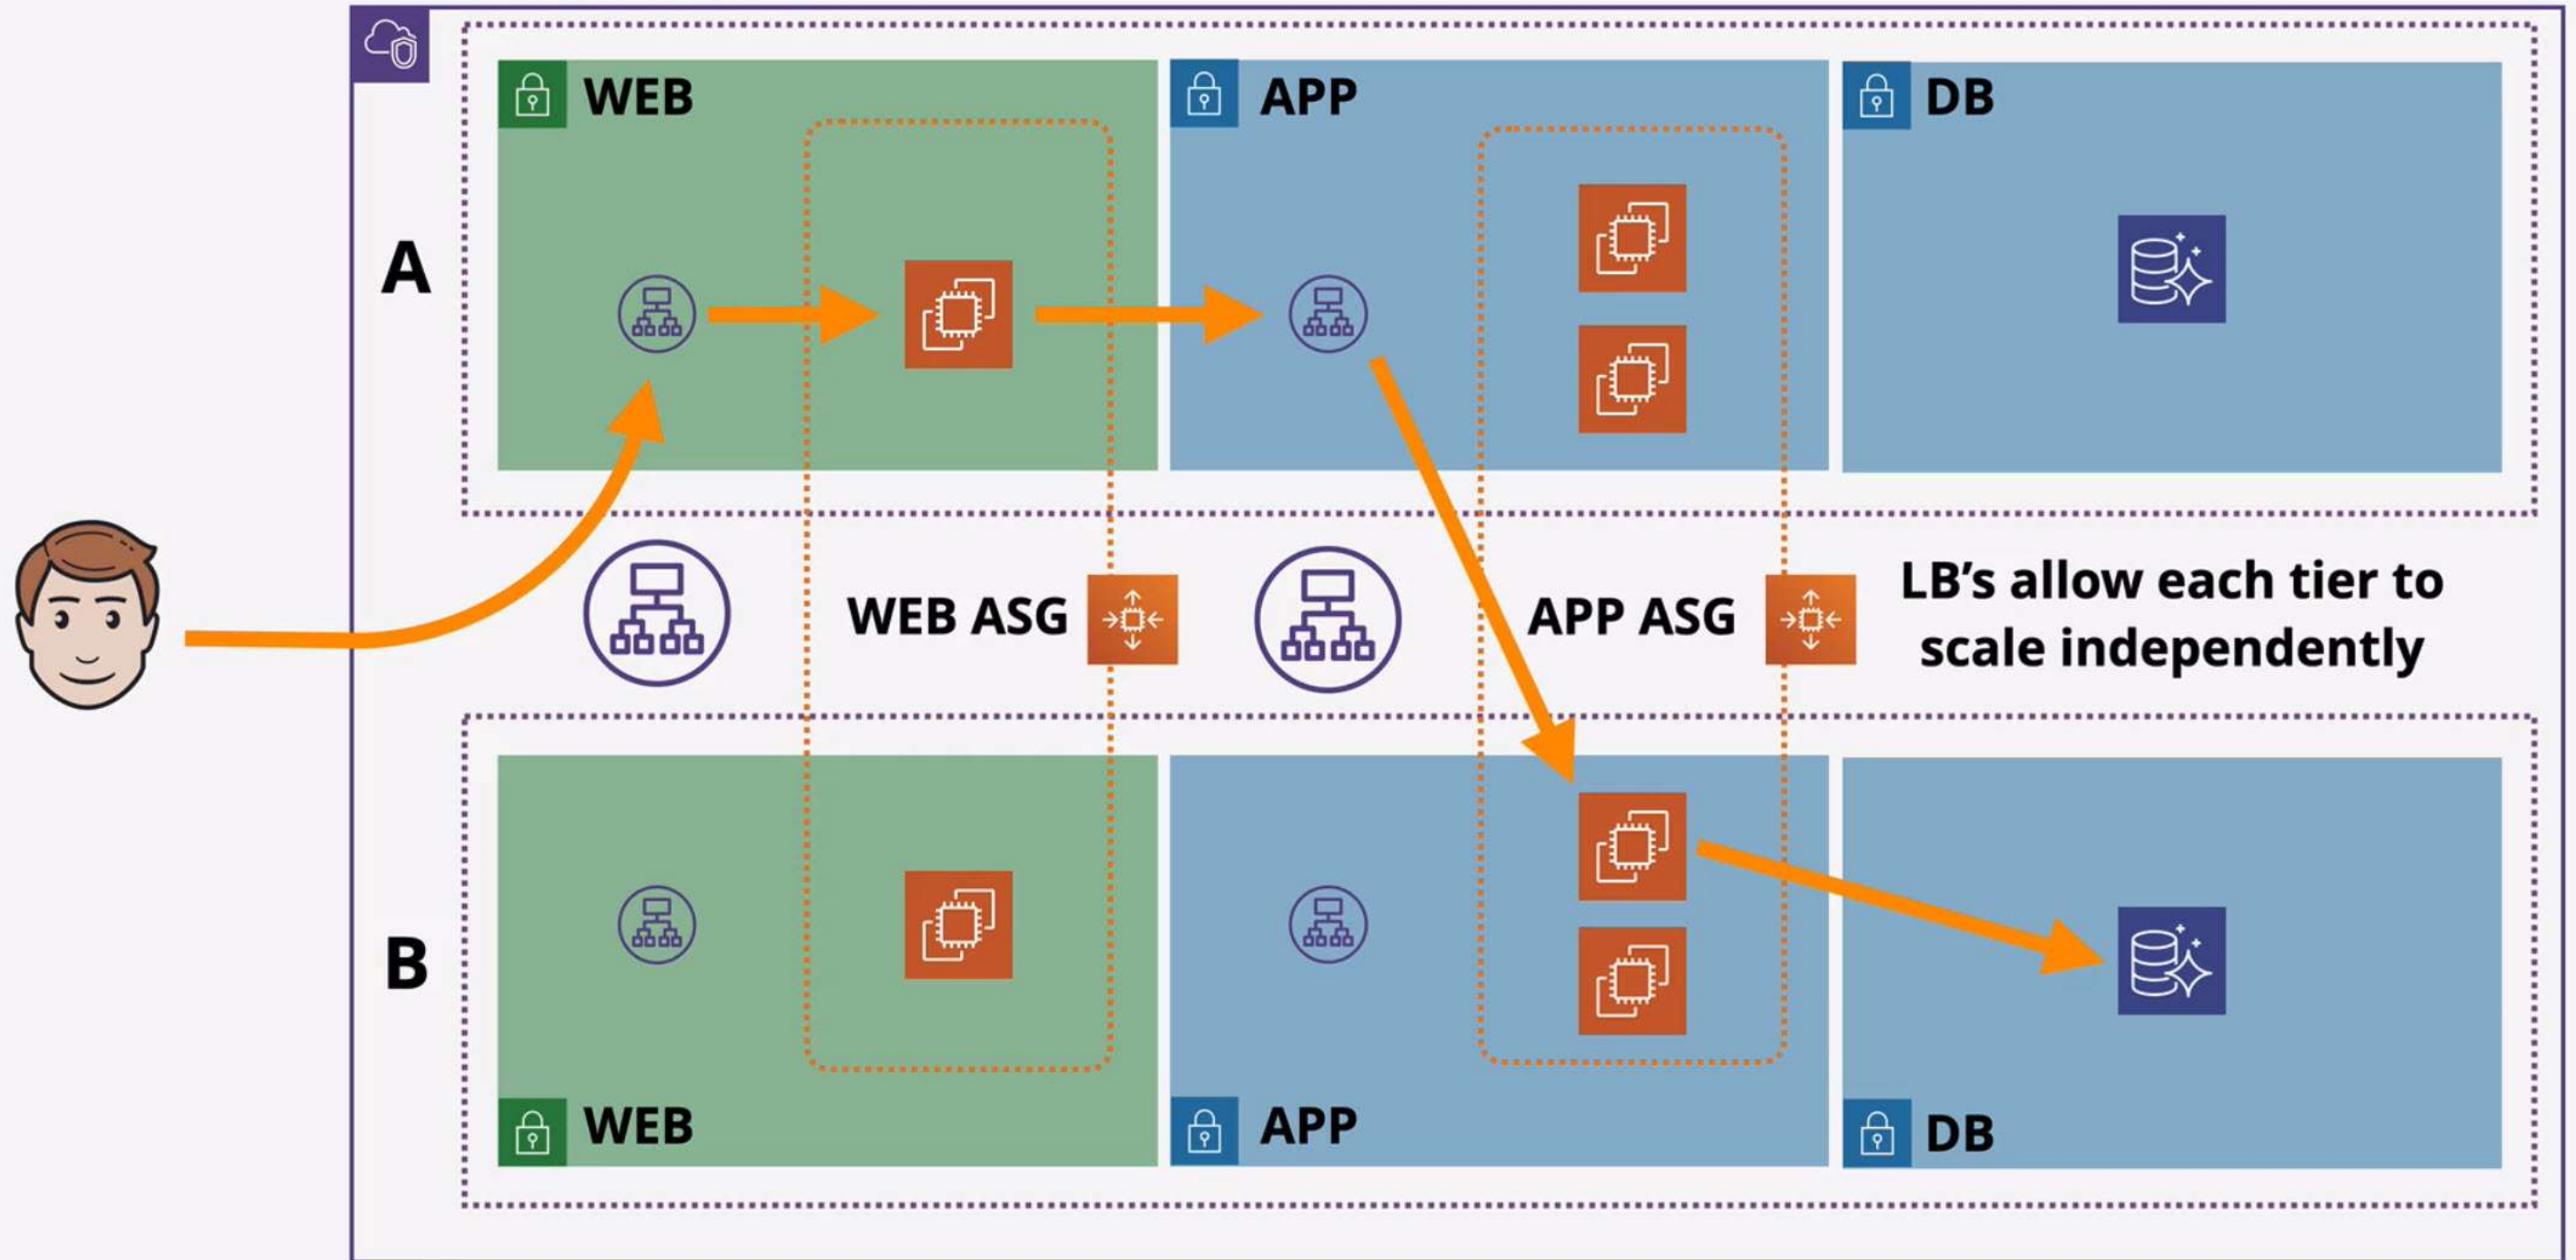 WEB
APP
DB
A
WEB ASG
APP ASG
LB’s allow each tier to
scale independently
B
WEB
APP
DB